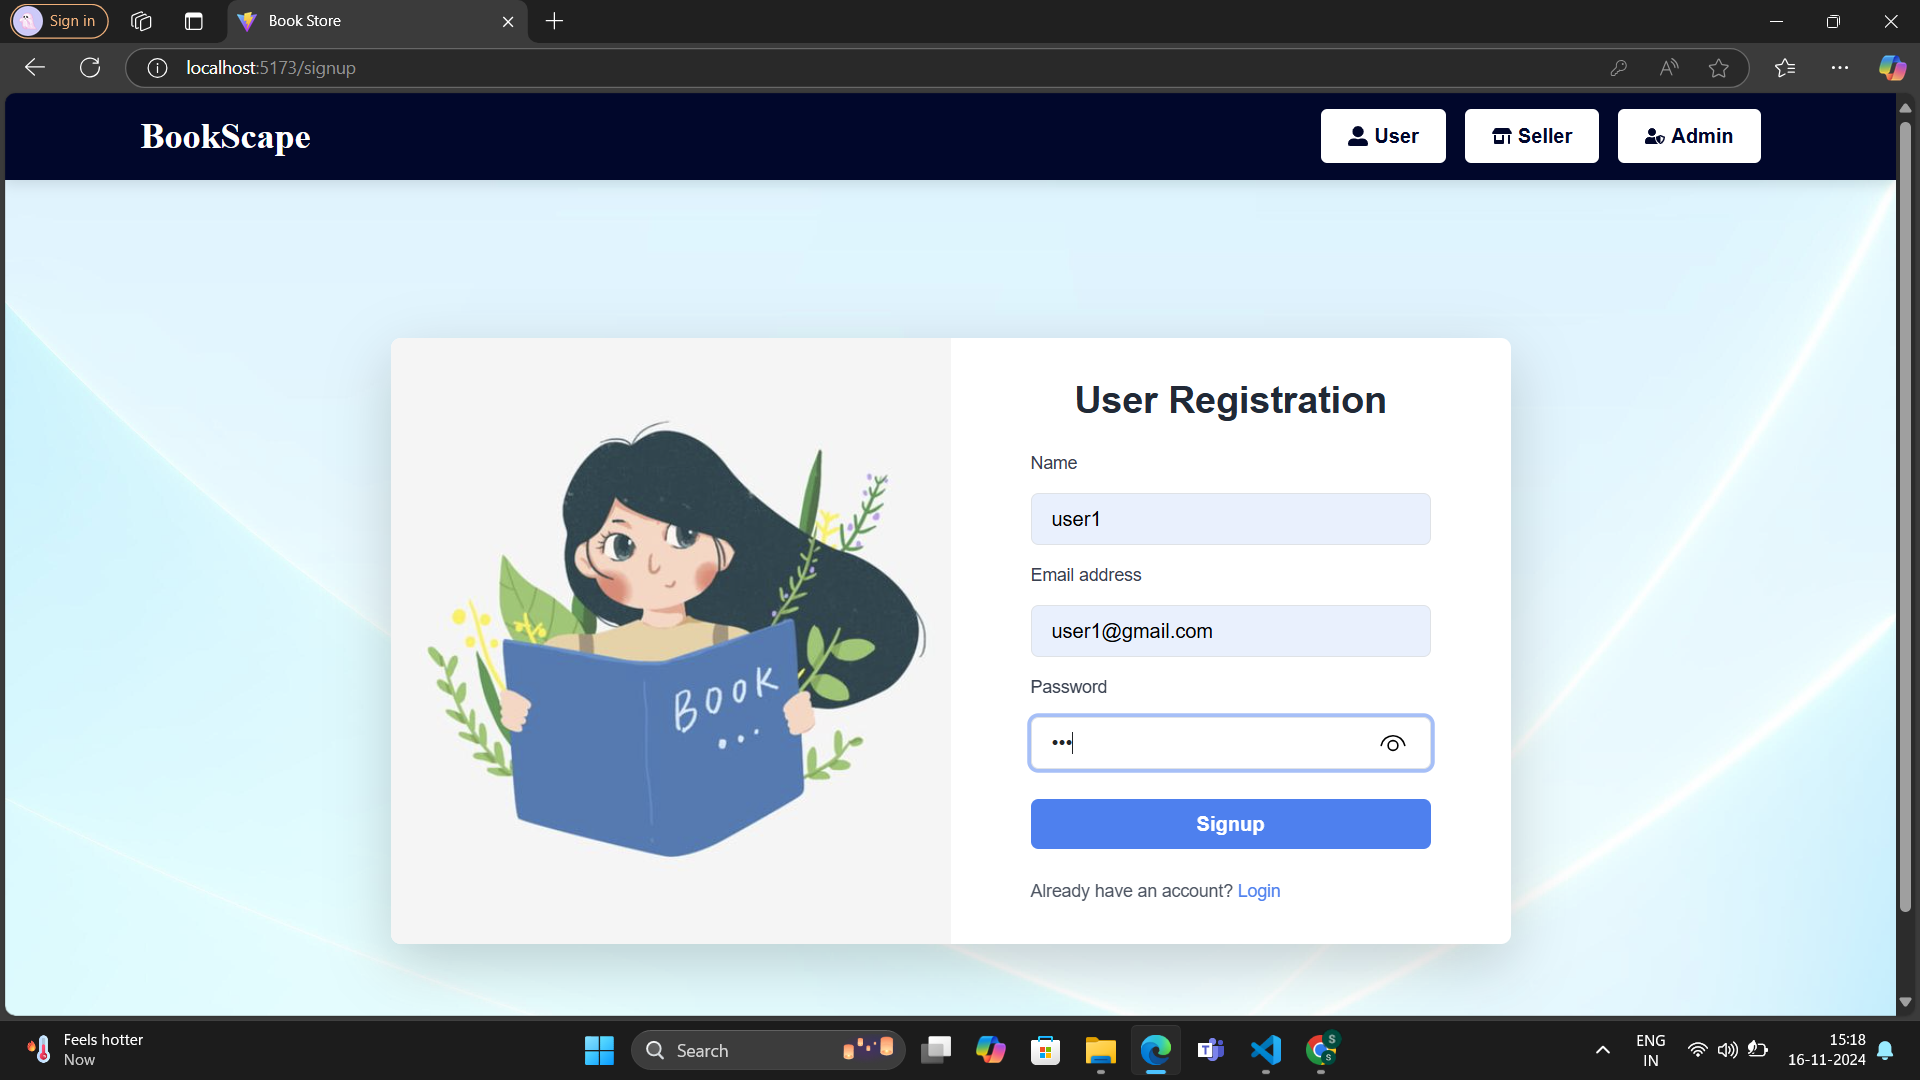 Sign in
Book Store
localhost:5173/signup
BookScape
User
Seller
Admin
BOOK
...
User Registration
Name
user1
Email address
user1@gmail.com
Password
•••
Signup
Already have an account? Login
Feels hotter
Now
Search
ENG
IN
15:18
16-11-2024